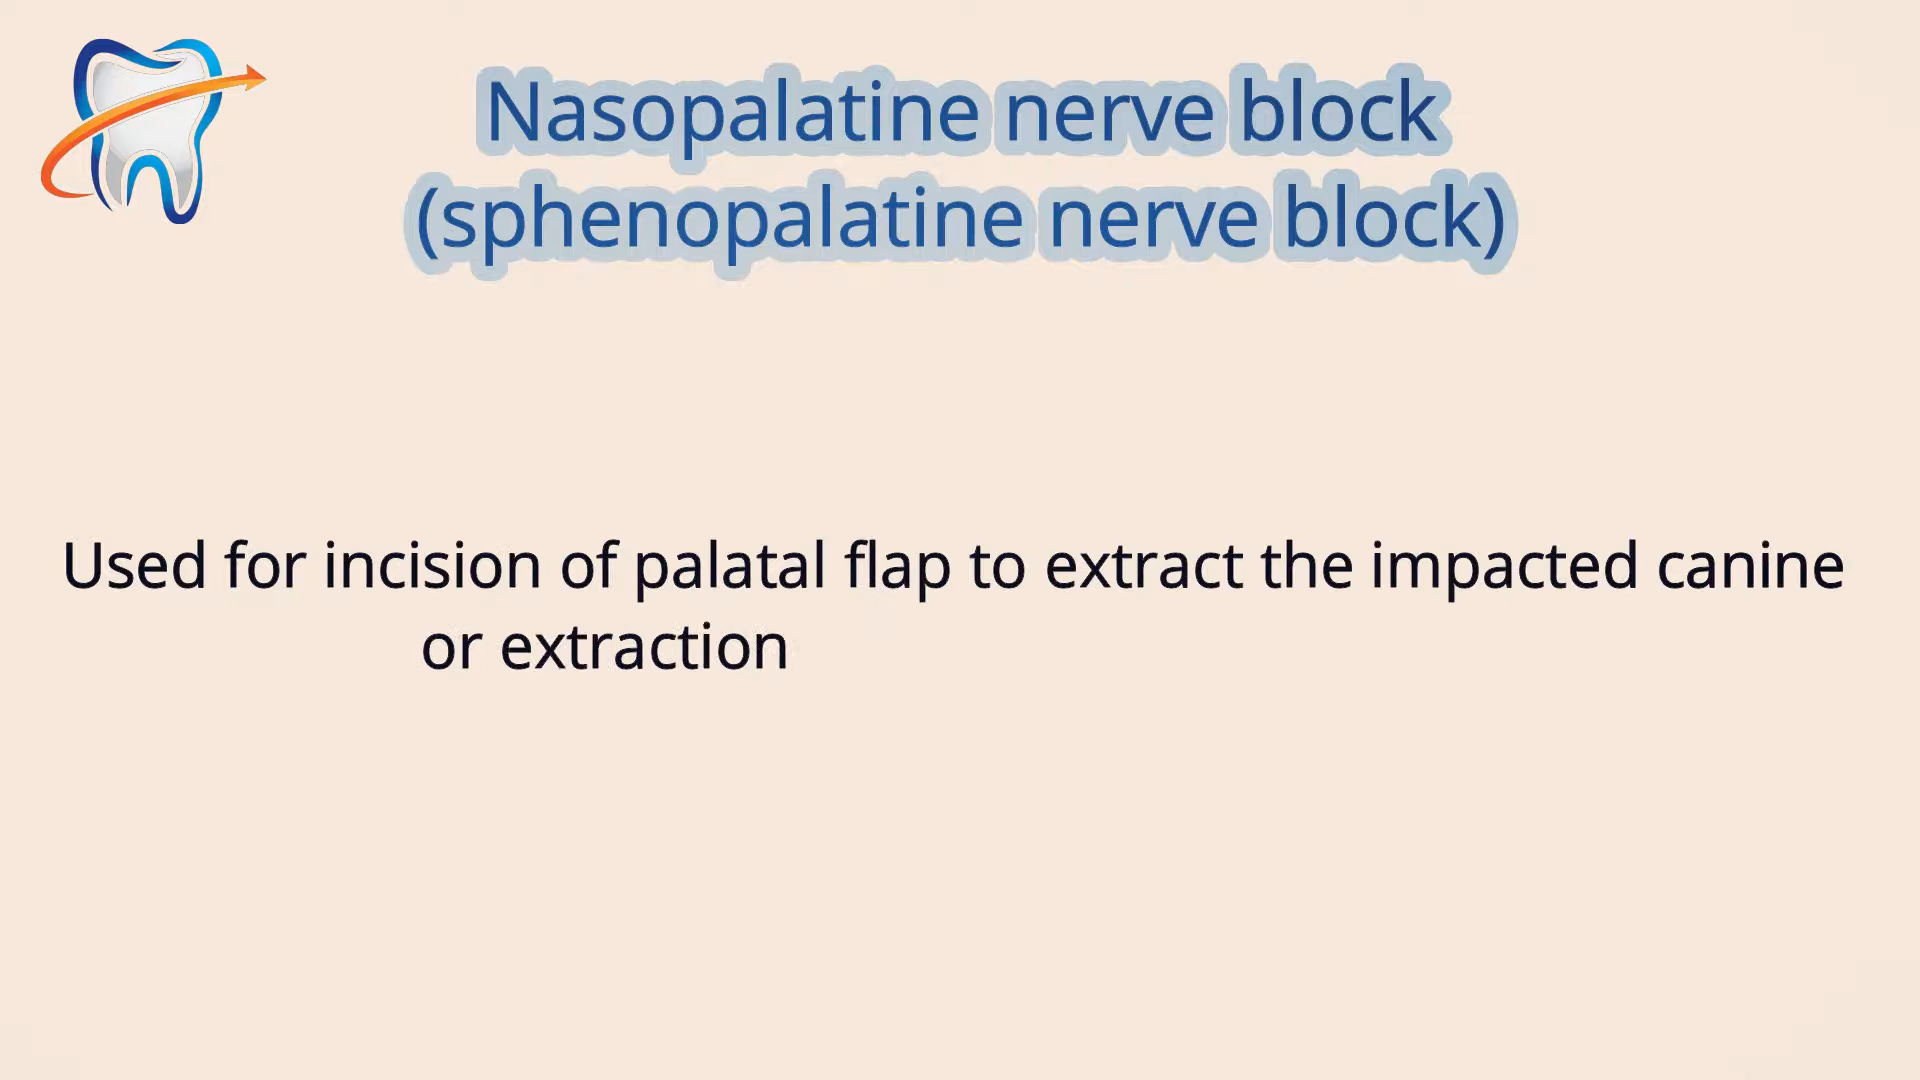 Nasopalatine nerve block
(sphenopalatine nerve block)
Used for incision of palatal flap to extract the impacted canine
or extraction